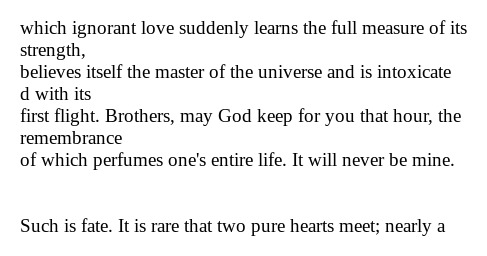 which ignorant love suddenly learns the full measure of its
strength,
believes itself the master of the universe and is intoxicate
d with its
first flight. Brothers, may God keep for you that hour, the
remembrance
of which perfumes one's entire life. It will never be mine.
Such is fate. It is rare that two pure hearts meet; nearly a